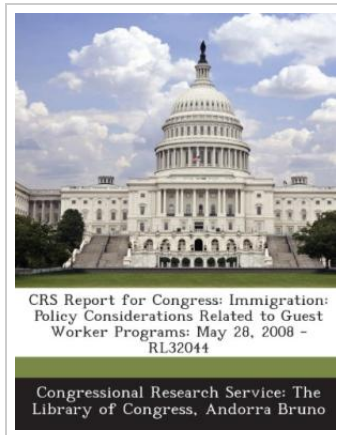 CRS Report for Congress: Immigration:
Policy Considerations Related to Guest
Worker Programs: May 28, 2008 -
RL32044
Congressional Research Service: The
Library of Congress, Andorra Bruno